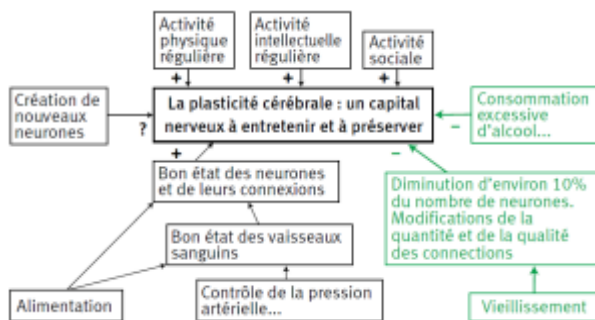 Activité
physique
régulière
Activité
intellectuelle
régulière
Activité
sociale
+
+
+
Création de
nouveaux
neurones
?
La plasticité cérébrale : un capital
nerveux à entretenir et à préserver
–
Consommation
excessive
d'alcool...
+
–
Bon état des neurones
et de leurs connexions
Diminution d'environ 10%
du nombre de neurones.
Modifications de la
quantité et de la qualité
des connections
Bon état des vaisseaux
sanguins
Alimentation
Contrôle de la pression
artérielle...
Vieillissement